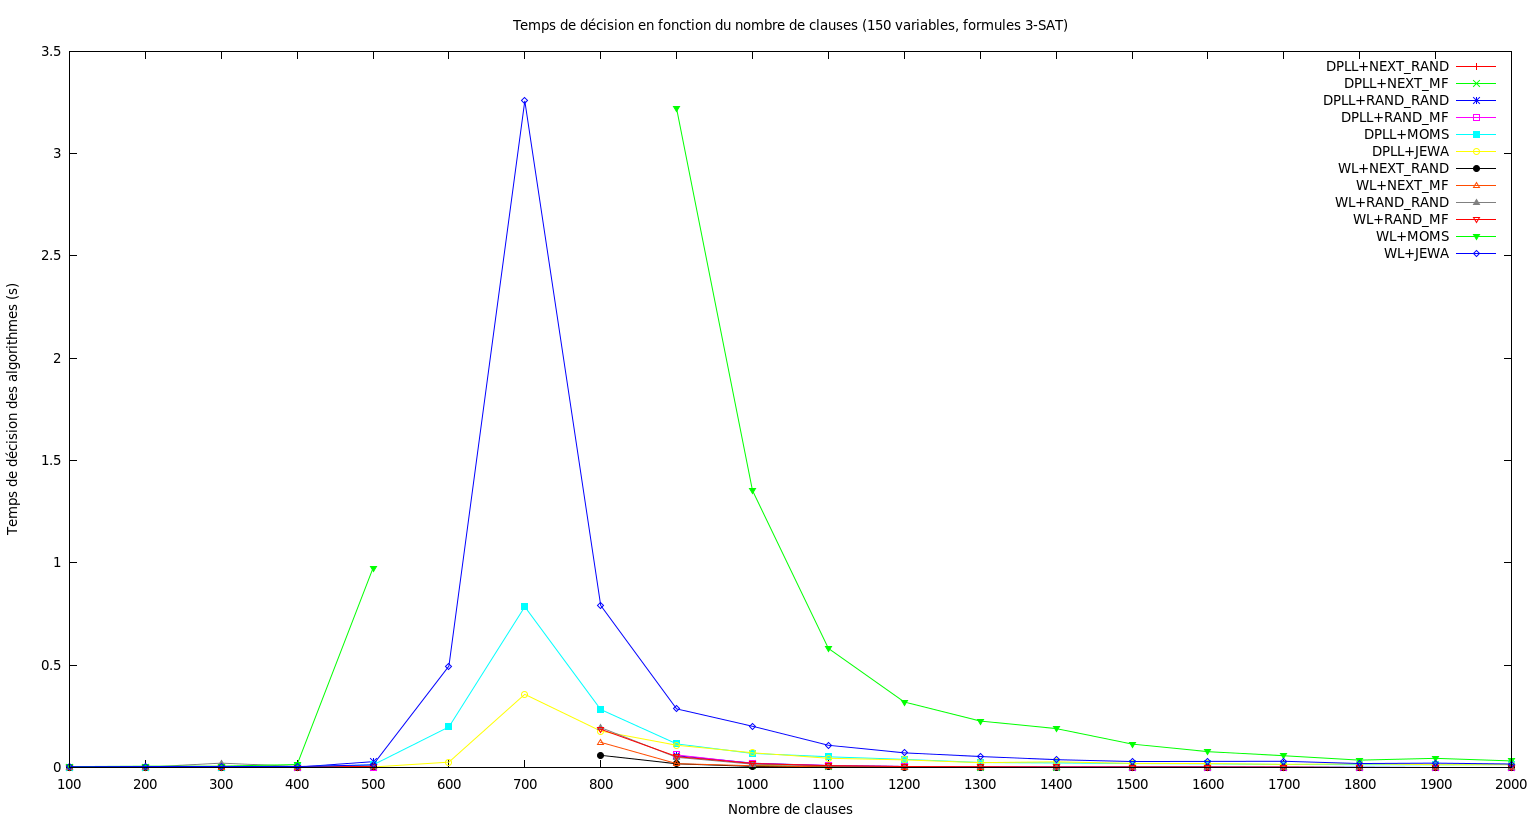 Temps de décision en fonction du nombre de clauses (150 variables, formules 3-SAT)
3.5
3
2.5
2
1.5
1
0.5
0
Temps de décision des algorithmes (s)
DPLL+NEXT_RAND
DPLL+NEXT_MF
DPLL+RAND_RAND
DPLL+RAND_MF
DPLL+MOMS
DPLL+JEWA
WL+NEXT_RAND
WL+NEXT_MF
WL+RAND_RAND
WL+RAND_MF
WL+MOMS
WL+JEWA
100 200 300 400 500 600 700 800 900 1000 1100 1200 1300 1400 1500 1600 1700 1800 1900 2000
Nombre de clauses